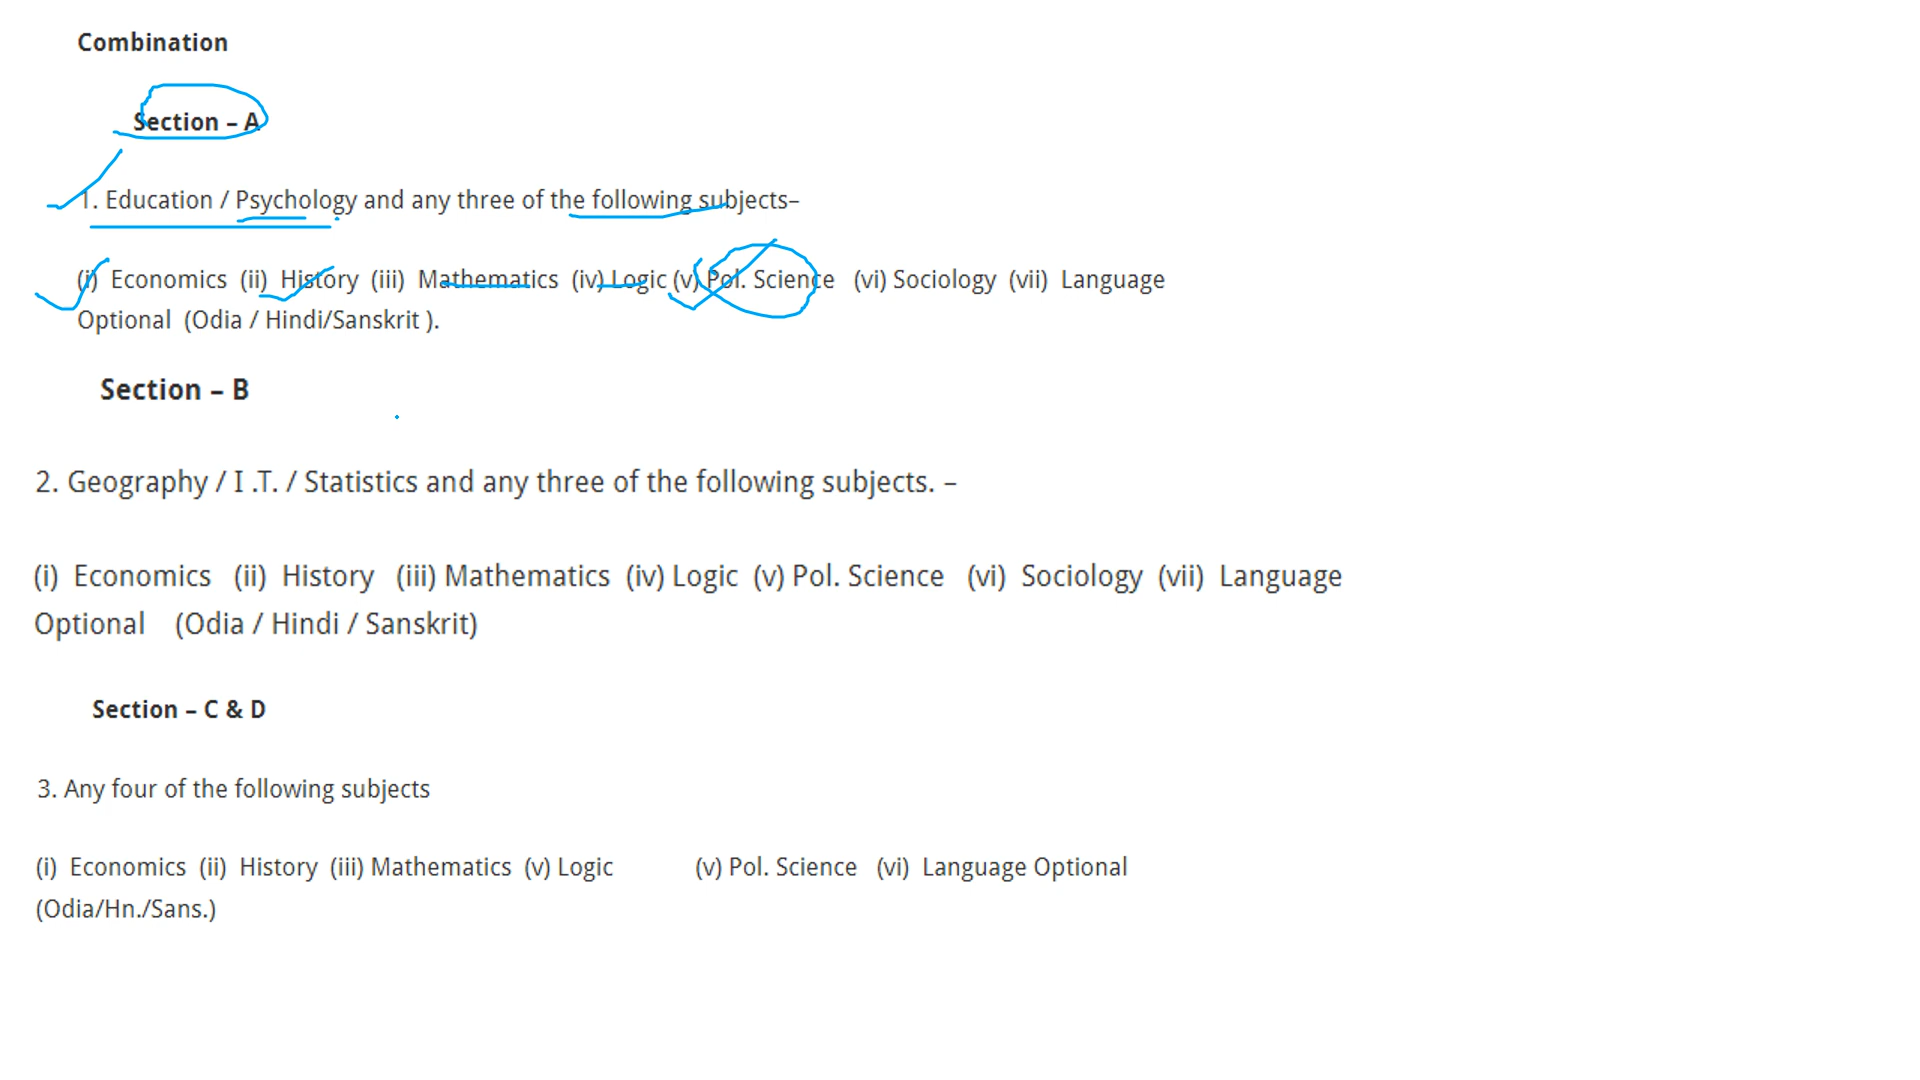 Combination
Section – A
1. Education / Psychology and any three of the following subjects–
(i) Economics (ii) History (iii) Mathematics (iv) Logic (v) Pol. Science (vi) Sociology (vii) Language
Optional (Odia / Hindi/Sanskrit ).
Section – B
2. Geography / I .T. / Statistics and any three of the following subjects. –
(i) Economics (ii) History (iii) Mathematics (iv) Logic (v) Pol. Science (vi) Sociology (vii) Language
Optional (Odia / Hindi / Sanskrit)
Section – C & D
3. Any four of the following subjects
(i) Economics (ii) History (iii) Mathematics (v) Logic (v) Pol. Science (vi) Language Optional
(Odia/Hn./Sans.)